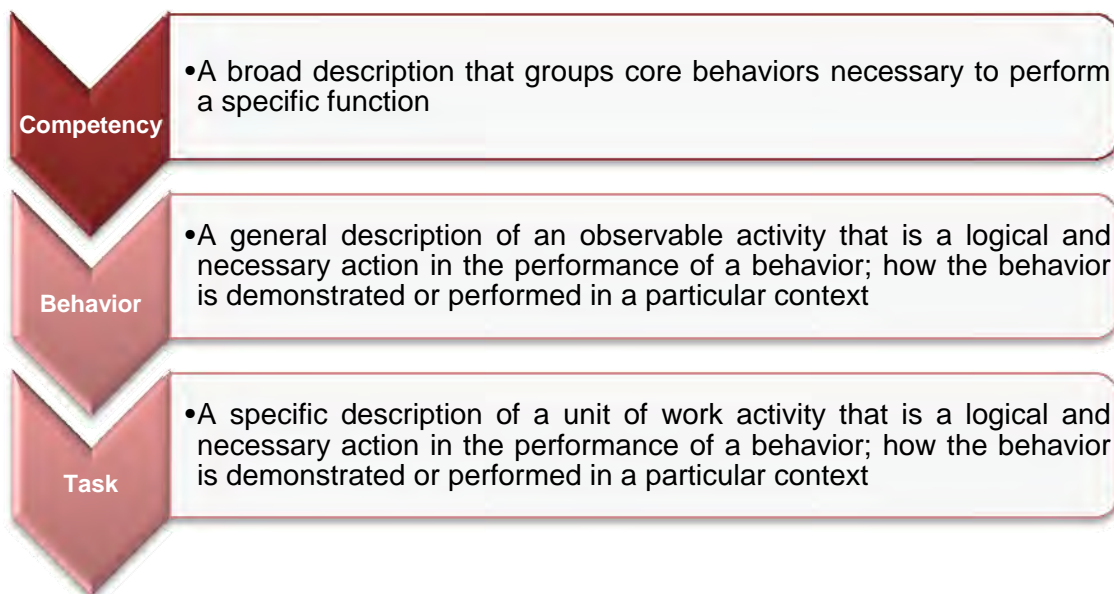 Competency
•A broad description that groups core behaviors necessary to perform
a specific function
Behavior
•A general description of an observable activity that is a logical and
necessary action in the performance of a behavior; how the behavior
is demonstrated or performed in a particular context
Task
•A specific description of a unit of work activity that is a logical and
necessary action in the performance of a behavior; how the behavior
is demonstrated or performed in a particular context